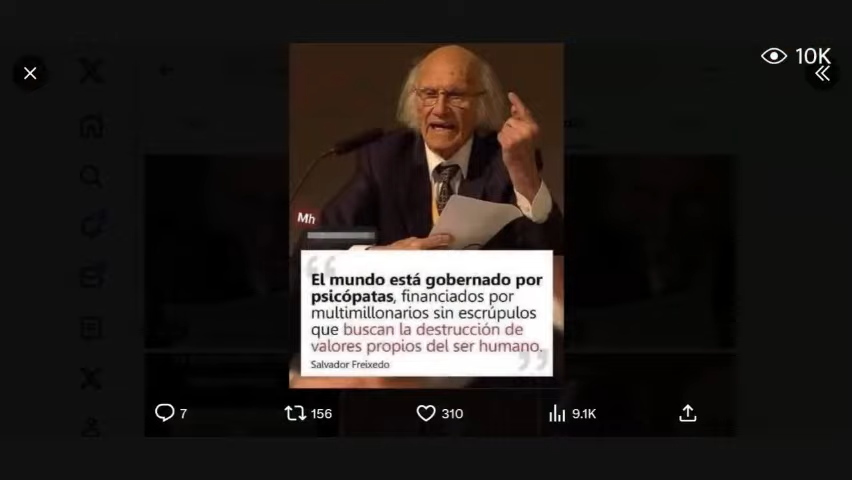 10K
Mh
El mundo está gobernado por
psicópatas, financiados por
multimillonarios sin escrúpulos
que buscan la destrucción de
valores propios del ser humano.
Salvador Freixedo
7 156 310 9.1K